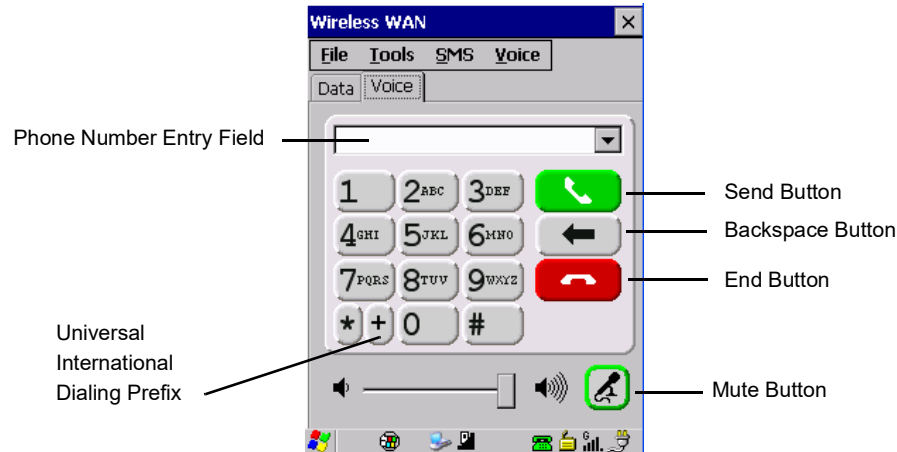 Wireless WAN
File Tools SMS Voice
Data Voice
Phone Number Entry Field
1 2ABC 3DEF
Send Button
4GHI 5JKL 6MNO
Backspace Button
7PQRS 8TUV 9WXYZ
End Button
* + 0 #
Universal
International
Dialing Prefix
Mute Button
G